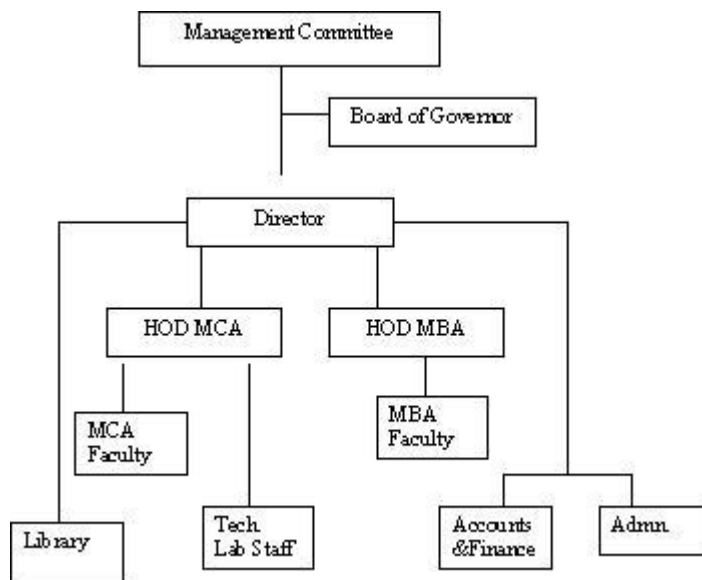 Management Committee
Board of Governor
Director
HOD MCA
HOD MBA
MCA
Faculty
MBA
Faculty
Library
Tech.
Lab Staff
Accounts
&Finance
Admn.